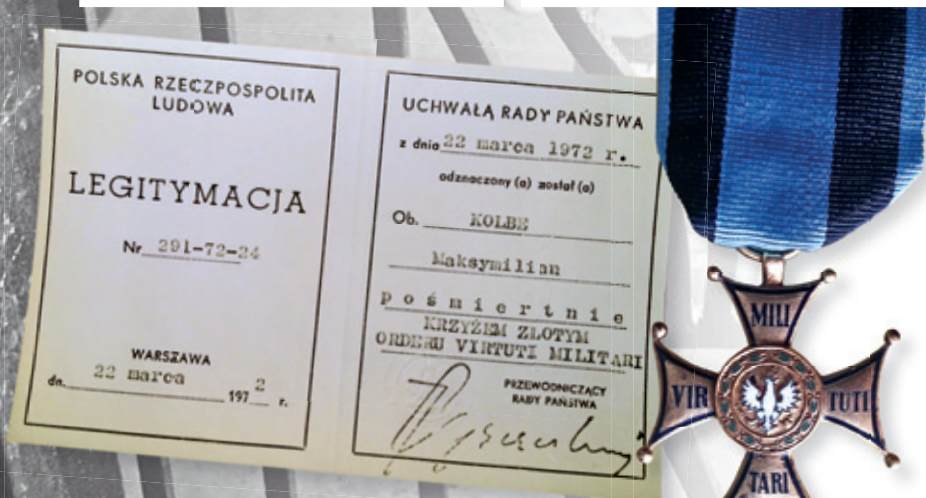 POLSKA RZECZPOSPOLITA
LUDOWA
LEGITYMACJA
Nr 291-72-24
WARSZAWA
dn. 22 marca 1972 r.
UCHWAŁĄ RADY PAŃSTWA
z dnia 22 marca 1972 r.
odznaczony (a) został (a)
Ob. KOLBE
Maksymilian
pośmiertnie
KRZYŻEM ZŁOTYM
ORDERU VIRTUTI MILITARI
PRZEWODNICZĄCY
RADY PAŃSTWA
MILI
VIR TUTI
TARI